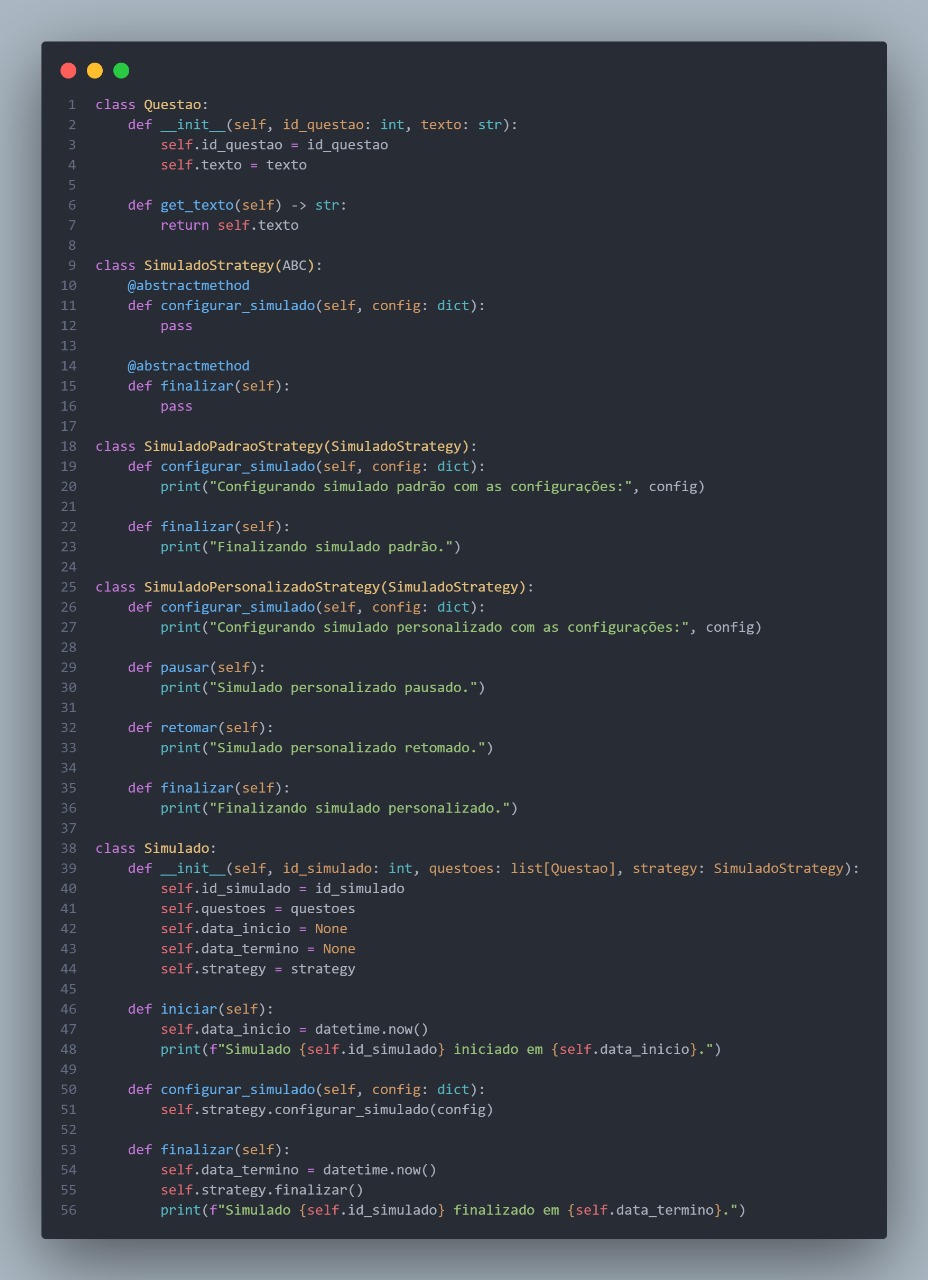 1 class Questao:
2     def __init__(self, id_questao: int, texto: str):
3         self.id_questao = id_questao
4         self.texto = texto
5
6     def get_texto(self) -> str:
7         return self.texto
8
9 class SimuladoStrategy(ABC):
10     @abstractmethod
11     def configurar_simulado(self, config: dict):
12         pass
13
14     @abstractmethod
15     def finalizar(self):
16         pass
17
18 class SimuladoPadraoStrategy(SimuladoStrategy):
19     def configurar_simulado(self, config: dict):
20         print("Configurando simulado padrão com as configurações:", config)
21
22     def finalizar(self):
23         print("Finalizando simulado padrão.")
24
25 class SimuladoPersonalizadoStrategy(SimuladoStrategy):
26     def configurar_simulado(self, config: dict):
27         print("Configurando simulado personalizado com as configurações:", config)
28
29     def pausar(self):
30         print("Simulado personalizado pausado.")
31
32     def retomar(self):
33         print("Simulado personalizado retomado.")
34
35     def finalizar(self):
36         print("Finalizando simulado personalizado.")
37
38 class Simulado:
39     def __init__(self, id_simulado: int, questoes: list[Questao], strategy: SimuladoStrategy):
40         self.id_simulado = id_simulado
41         self.questoes = questoes
42         self.data_inicio = None
43         self.data_termino = None
44         self.strategy = strategy
45
46     def iniciar(self):
47         self.data_inicio = datetime.now()
48         print(f"Simulado {self.id_simulado} iniciado em {self.data_inicio}.")
49
50     def configurar_simulado(self, config: dict):
51         self.strategy.configurar_simulado(config)
52
53     def finalizar(self):
54         self.data_termino = datetime.now()
55         self.strategy.finalizar()
56         print(f"Simulado {self.id_simulado} finalizado em {self.data_termino}.")